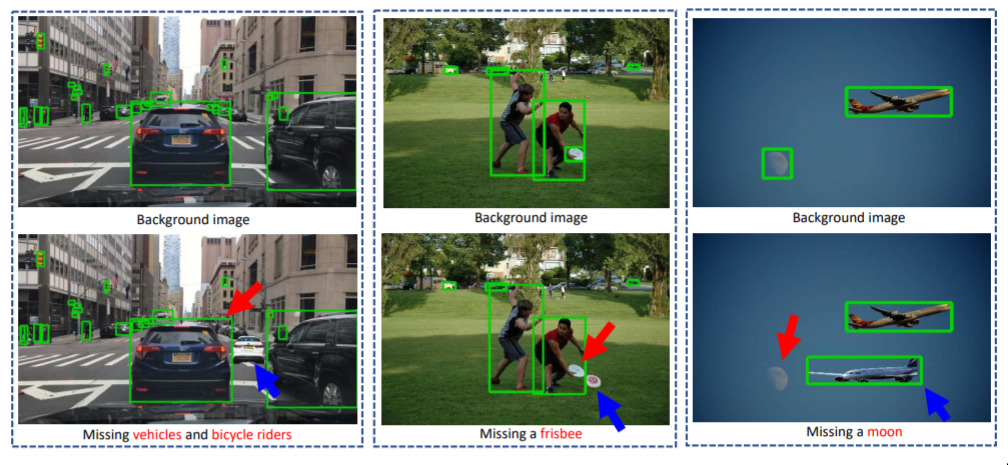 Background image
Background image
Background image
Missing vehicles and bicycle riders
Missing a frisbee
Missing a moon